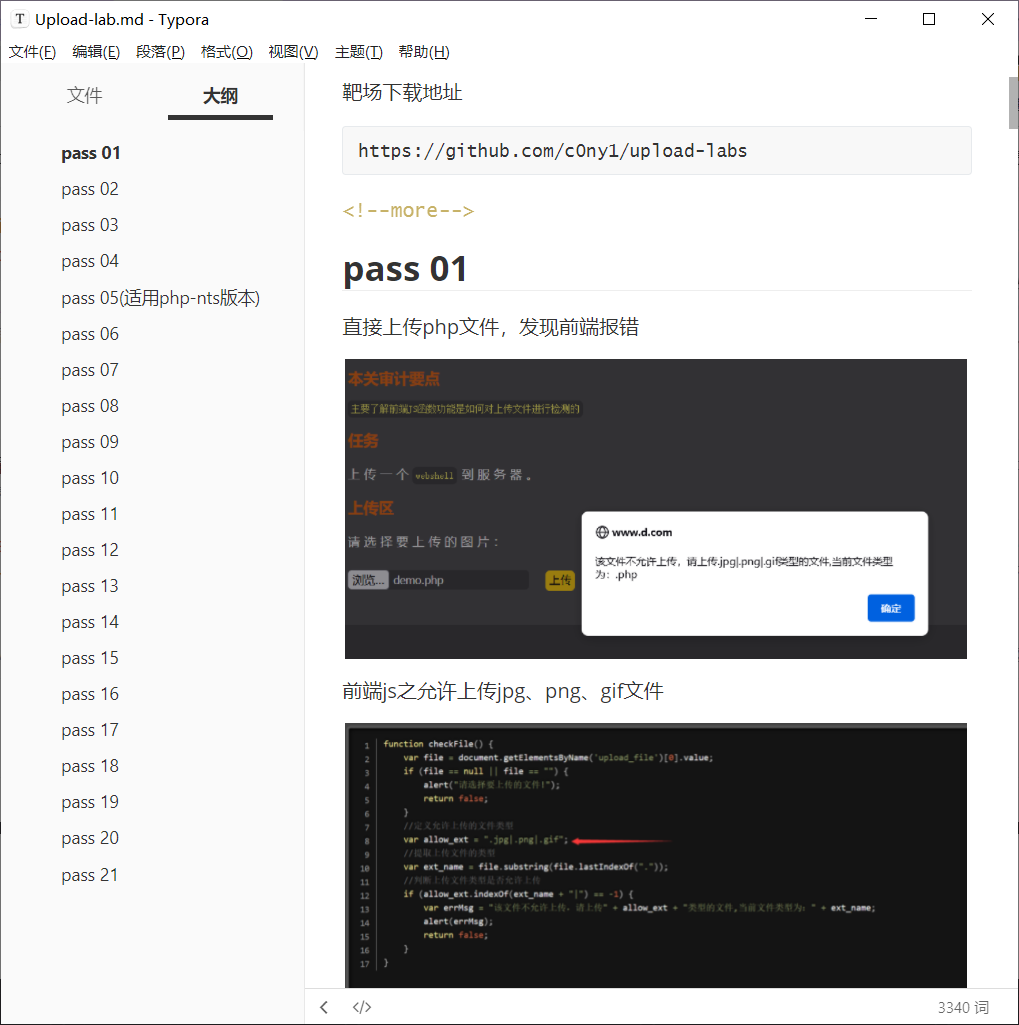 Upload-lab.md - Typora
文件(F) 编辑(E) 段落(P) 格式(O) 视图(V) 主题(T) 帮助(H)
文件 大纲
pass 01
pass 02
pass 03
pass 04
pass 05(适用php-nts版本)
pass 06
pass 07
pass 08
pass 09
pass 10
pass 11
pass 12
pass 13
pass 14
pass 15
pass 16
pass 17
pass 18
pass 19
pass 20
pass 21
靶场下载地址
https://github.com/c0ny1/upload-labs
<!--more-->
pass 01
直接上传php文件，发现前端报错
本关审计要点
主要了解前端JS函数功能是如何对上传文件进行检测的
任务
上传一个 webshell 到服务器。
上传区
请选择要上传的图片：
浏览... demo.php 上传
www.d.com
该文件不允许上传，请上传.jpg|.png|.gif类型的文件,当前文件类型
为：.php
确定
前端js之允许上传jpg、png、gif文件
1 function checkFile() {
2 var file = document.getElementsByName('upload_file')[0].value;
3 if (file == null || file == "") {
4 alert("请选择要上传的文件!");
5 return false;
6 }
7 //定义允许上传的文件类型
8 var allow_ext = ".jpg|.png|.gif";
9 //提取上传文件的类型
10 var ext_name = file.substring(file.lastIndexOf("."));
11 //判断上传文件类型是否允许上传
12 if (allow_ext.indexOf(ext_name + "|") == -1) {
13 var errMsg = "该文件不允许上传，请上传" + allow_ext + "类型的文件,当前文件类型为：" + ext_name;
14 alert(errMsg);
15 return false;
16 }
17 }
3340 词